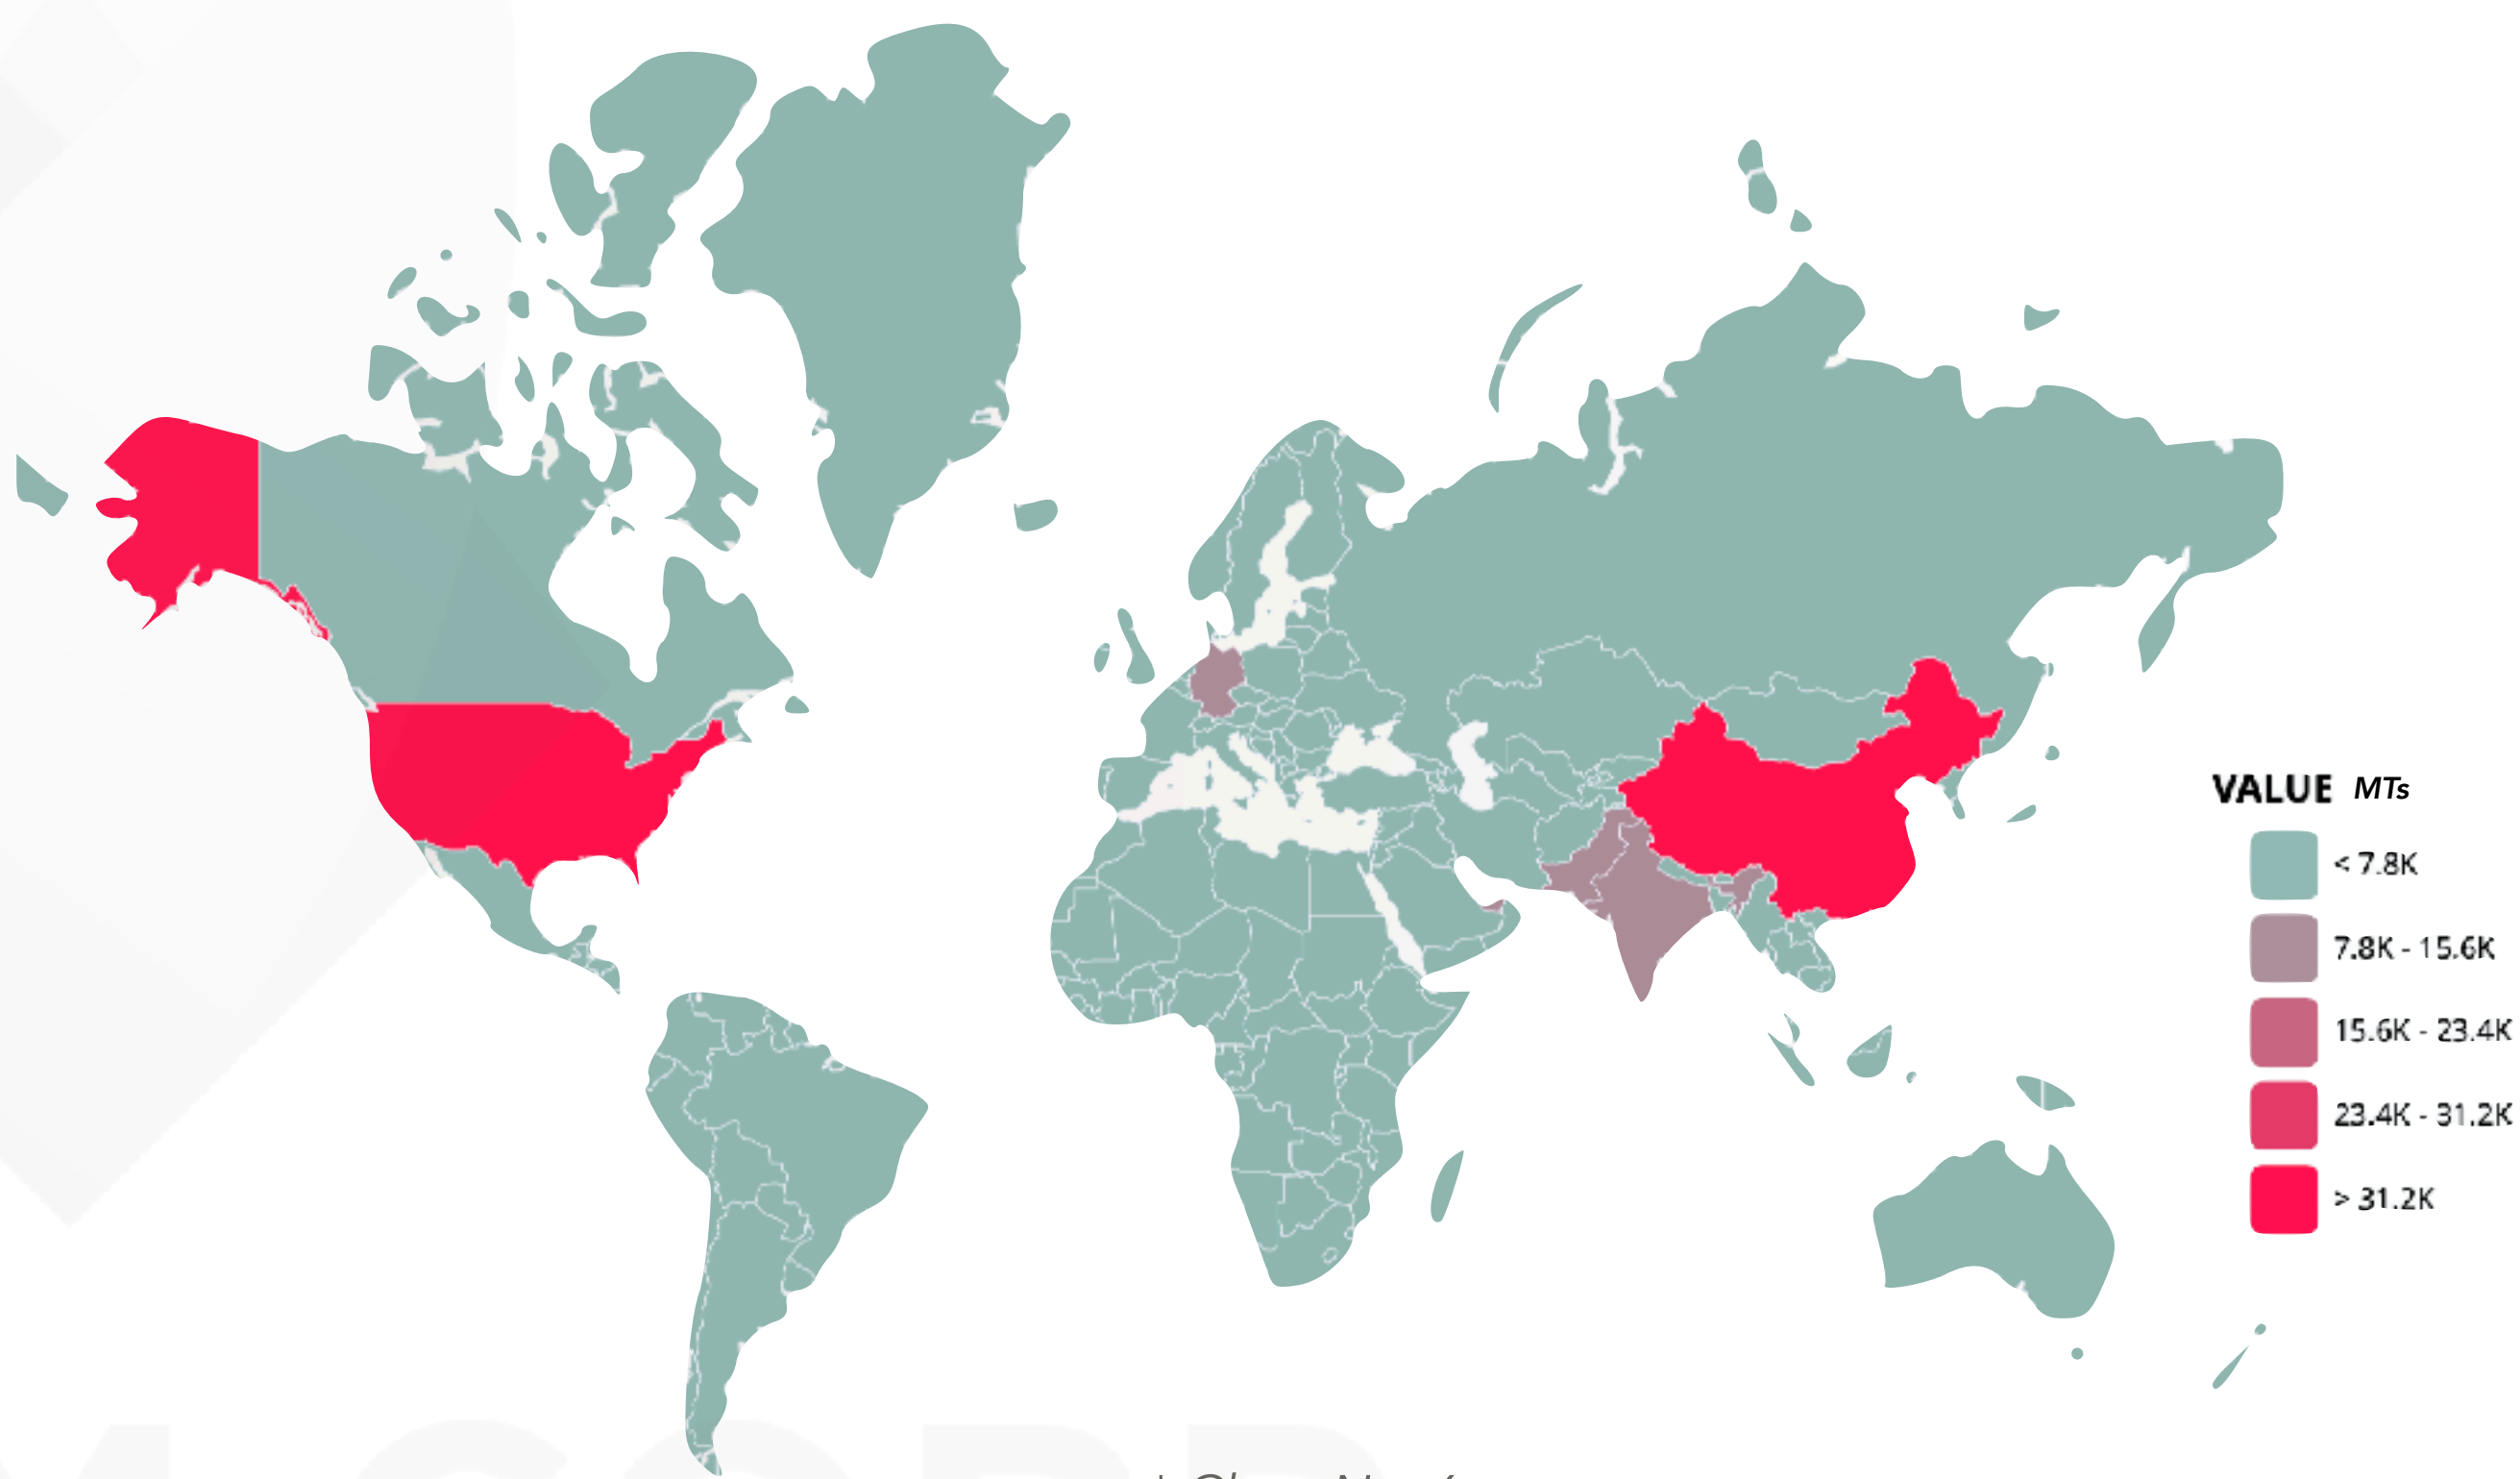 VALUE MTs
< 7.8K
7.8K - 15.6K
15.6K - 23.4K
23.4K - 31.2K
> 31.2K